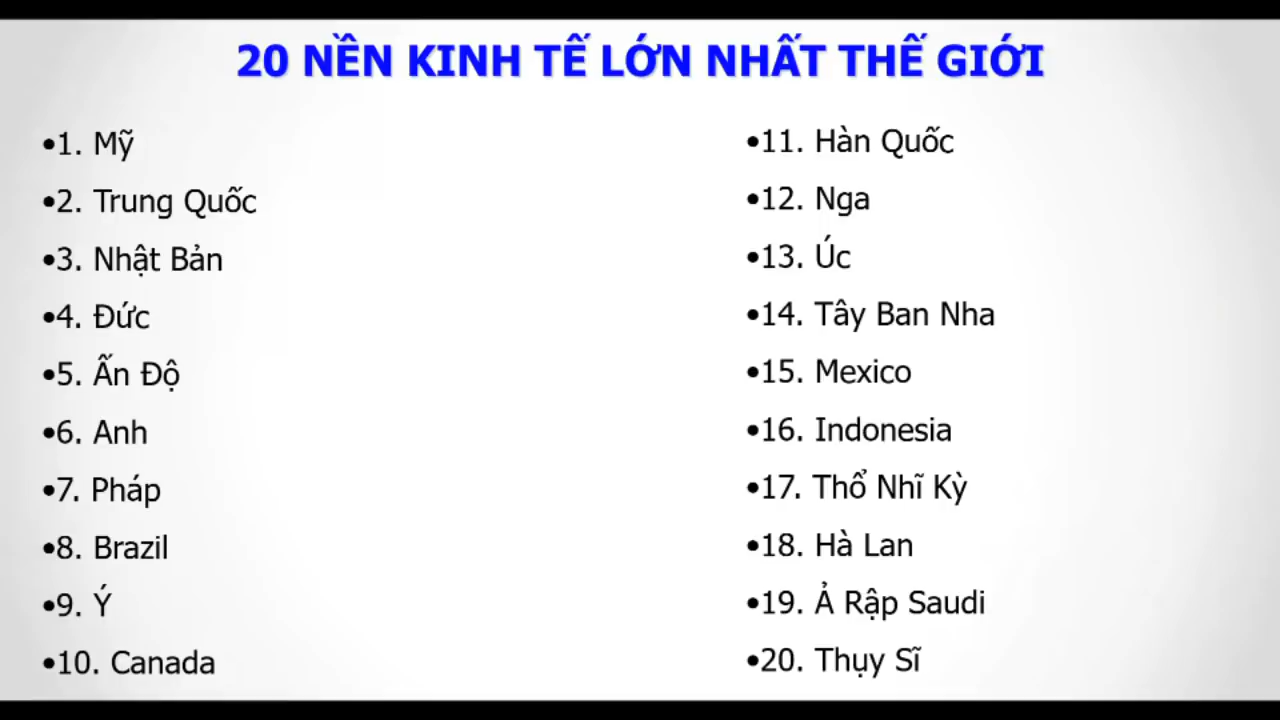 20 NỀN KINH TẾ LỚN NHẤT THẾ GIỚI
•1. Mỹ
•2. Trung Quốc
•3. Nhật Bản
•4. Đức
•5. Ấn Độ
•6. Anh
•7. Pháp
•8. Brazil
•9. Ý
•10. Canada
•11. Hàn Quốc
•12. Nga
•13. Úc
•14. Tây Ban Nha
•15. Mexico
•16. Indonesia
•17. Thổ Nhĩ Kỳ
•18. Hà Lan
•19. Ả Rập Saudi
•20. Thụy Sĩ